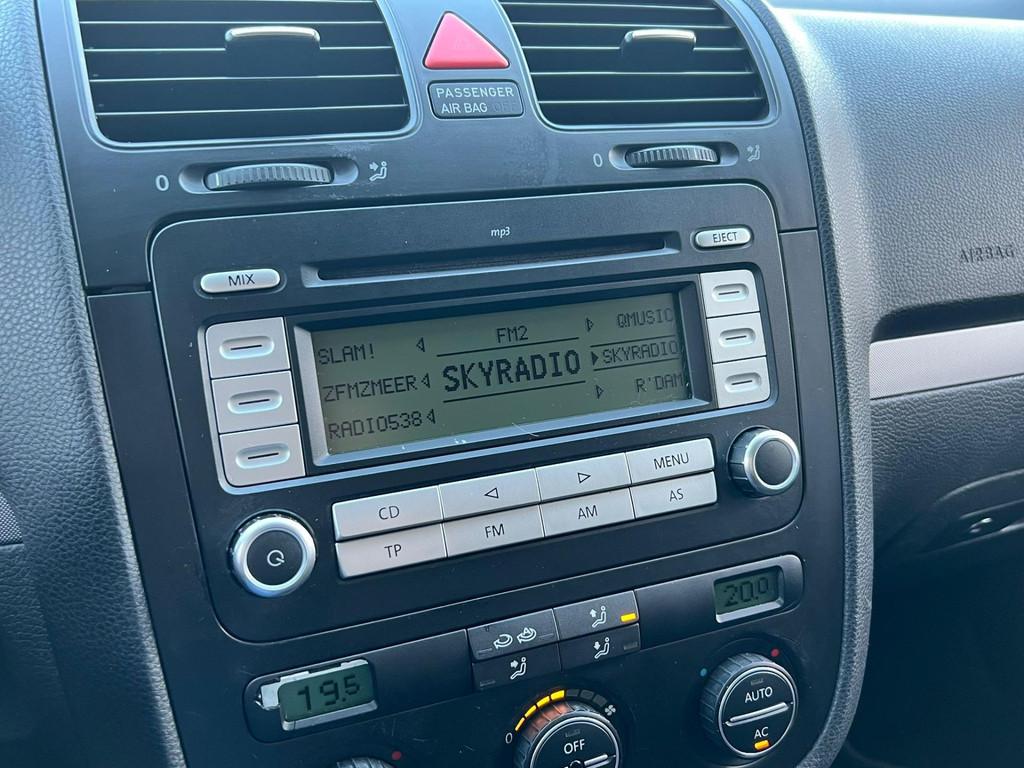 PASSENGER
AIR BAG OFF
0
0
AIRBAG
mp3
EJECT
MIX
SLAM!
FM2
QMUSIC
ZFMZMEER
SKYRADIO
SKYRADIO
RADIO538
R'DAM
CD
MENU
TP
FM
AM
AS
20.0
19.5
0
OFF
AUTO
AC